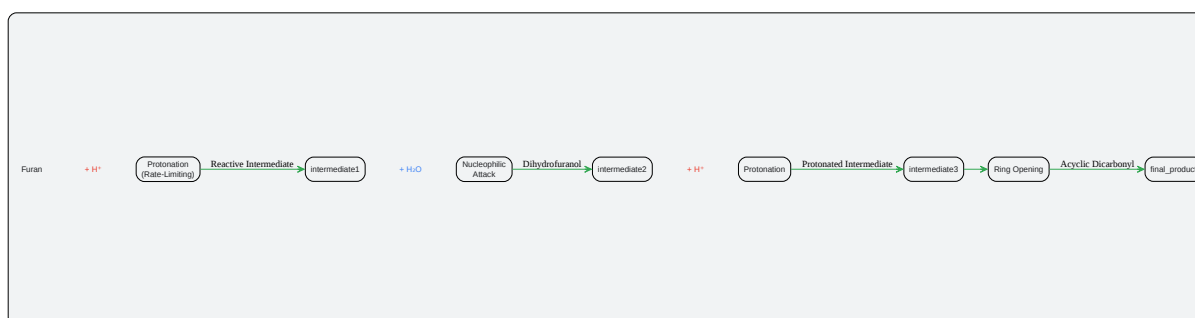 Furan
+ H⁺
Protonation
(Rate-Limiting)
Reactive Intermediate
intermediate1
+ H₂O
Nucleophilic
Attack
Dihydrofuranol
intermediate2
+ H⁺
Protonation
Protonated Intermediate
intermediate3
Ring Opening
Acyclic Dicarbonyl
final_product